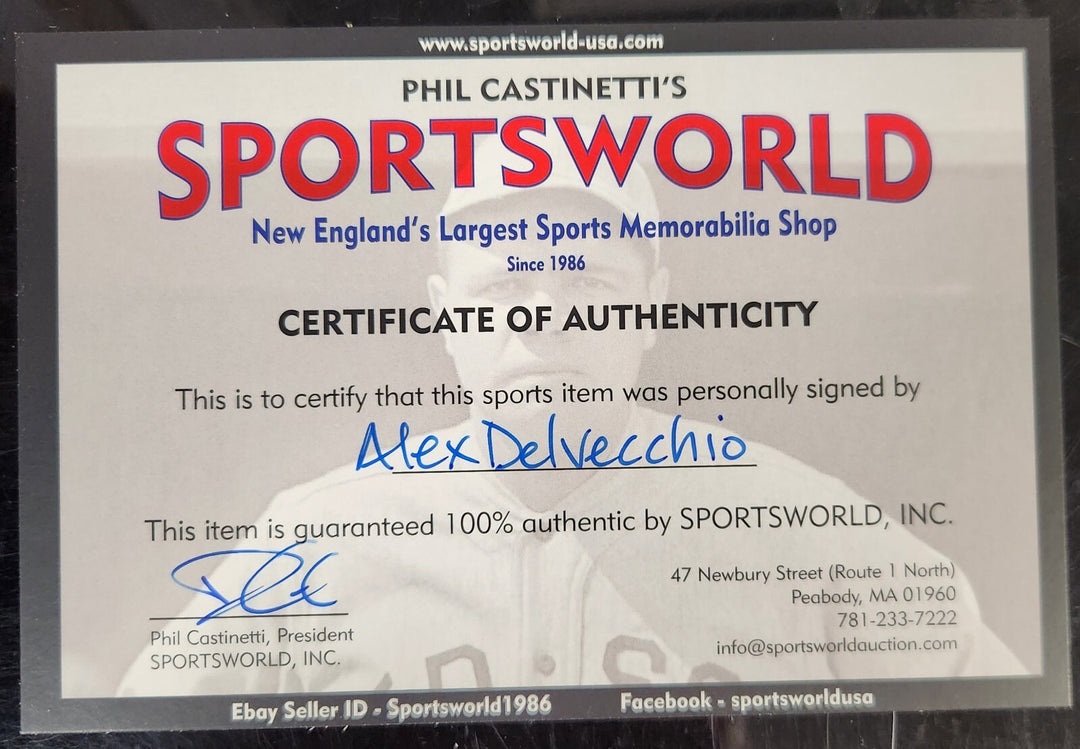 www.sportsworld-usa.com
PHIL CASTINETTI'S
SPORTSWORLD
New England's Largest Sports Memorabilia Shop
Since 1986
CERTIFICATE OF AUTHENTICITY
This is to certify that this sports item was personally signed by
Alex Delvecchio
This item is guaranteed 100% authentic by SPORTSWORLD, INC.
47 Newbury Street (Route 1 North)
Peabody, MA 01960
781-233-7222
info@sportsworldauction.com
Phil Castinetti, President
SPORTSWORLD, INC.
Ebay Seller ID - Sportsworld1986
Facebook - sportsworldusa